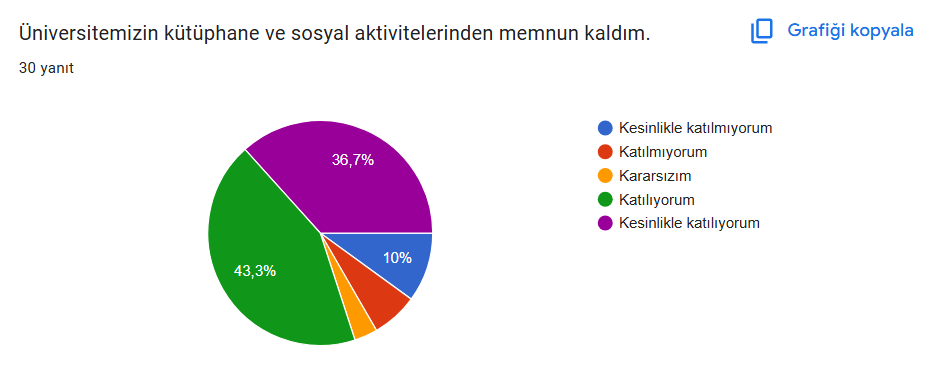 Üniversitemizin kütüphane ve sosyal aktivitelerinden memnun kaldım.
Grafiği kopyala
30 yanıt
36,7%
10%
43,3%
Kesinlikle katılmıyorum
Katılmıyorum
Kararsızım
Katılıyorum
Kesinlikle katılıyorum